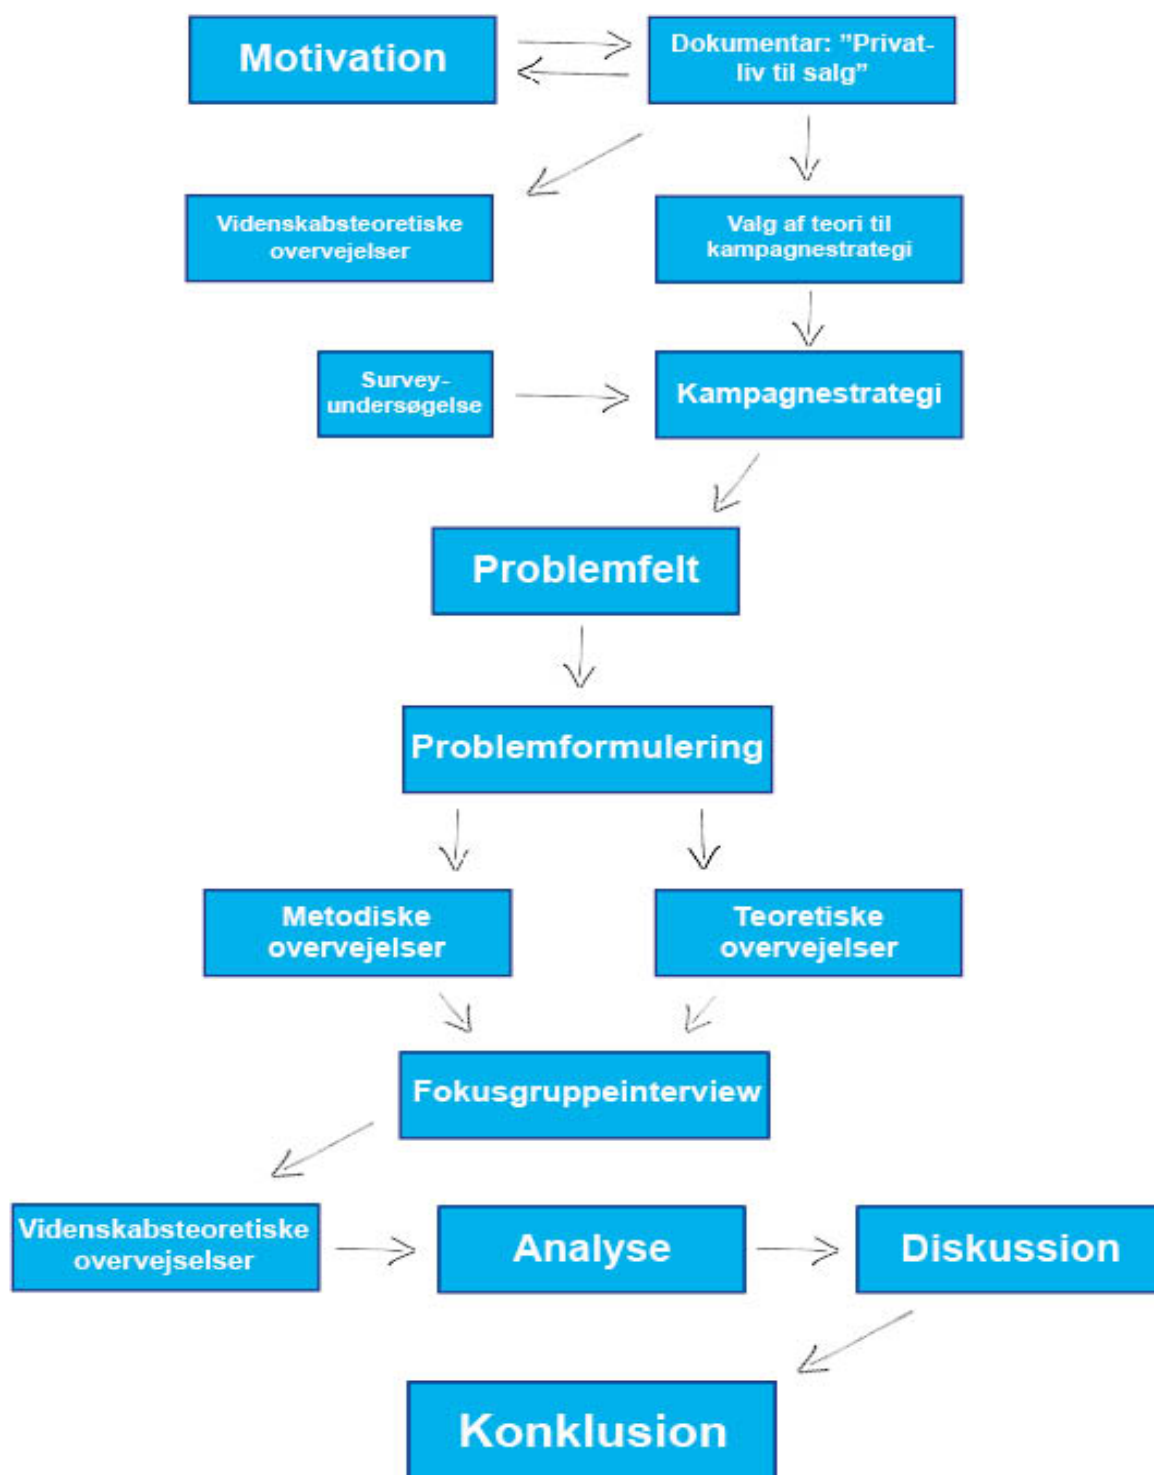 Motivation
Dokumentar: ”Privat-
liv til salg”
Videnskabsteoretiske
overvejelser
Valg af teori til
kampagnestrategi
Survey-
undersøgelse
Kampagnestrategi
Problemfelt
Problemformulering
Metodiske
overvejelser
Teoretiske
overvejelser
Fokusgruppeinterview
Videnskabsteoretiske
overvejselser
Analyse
Diskussion
Konklusion